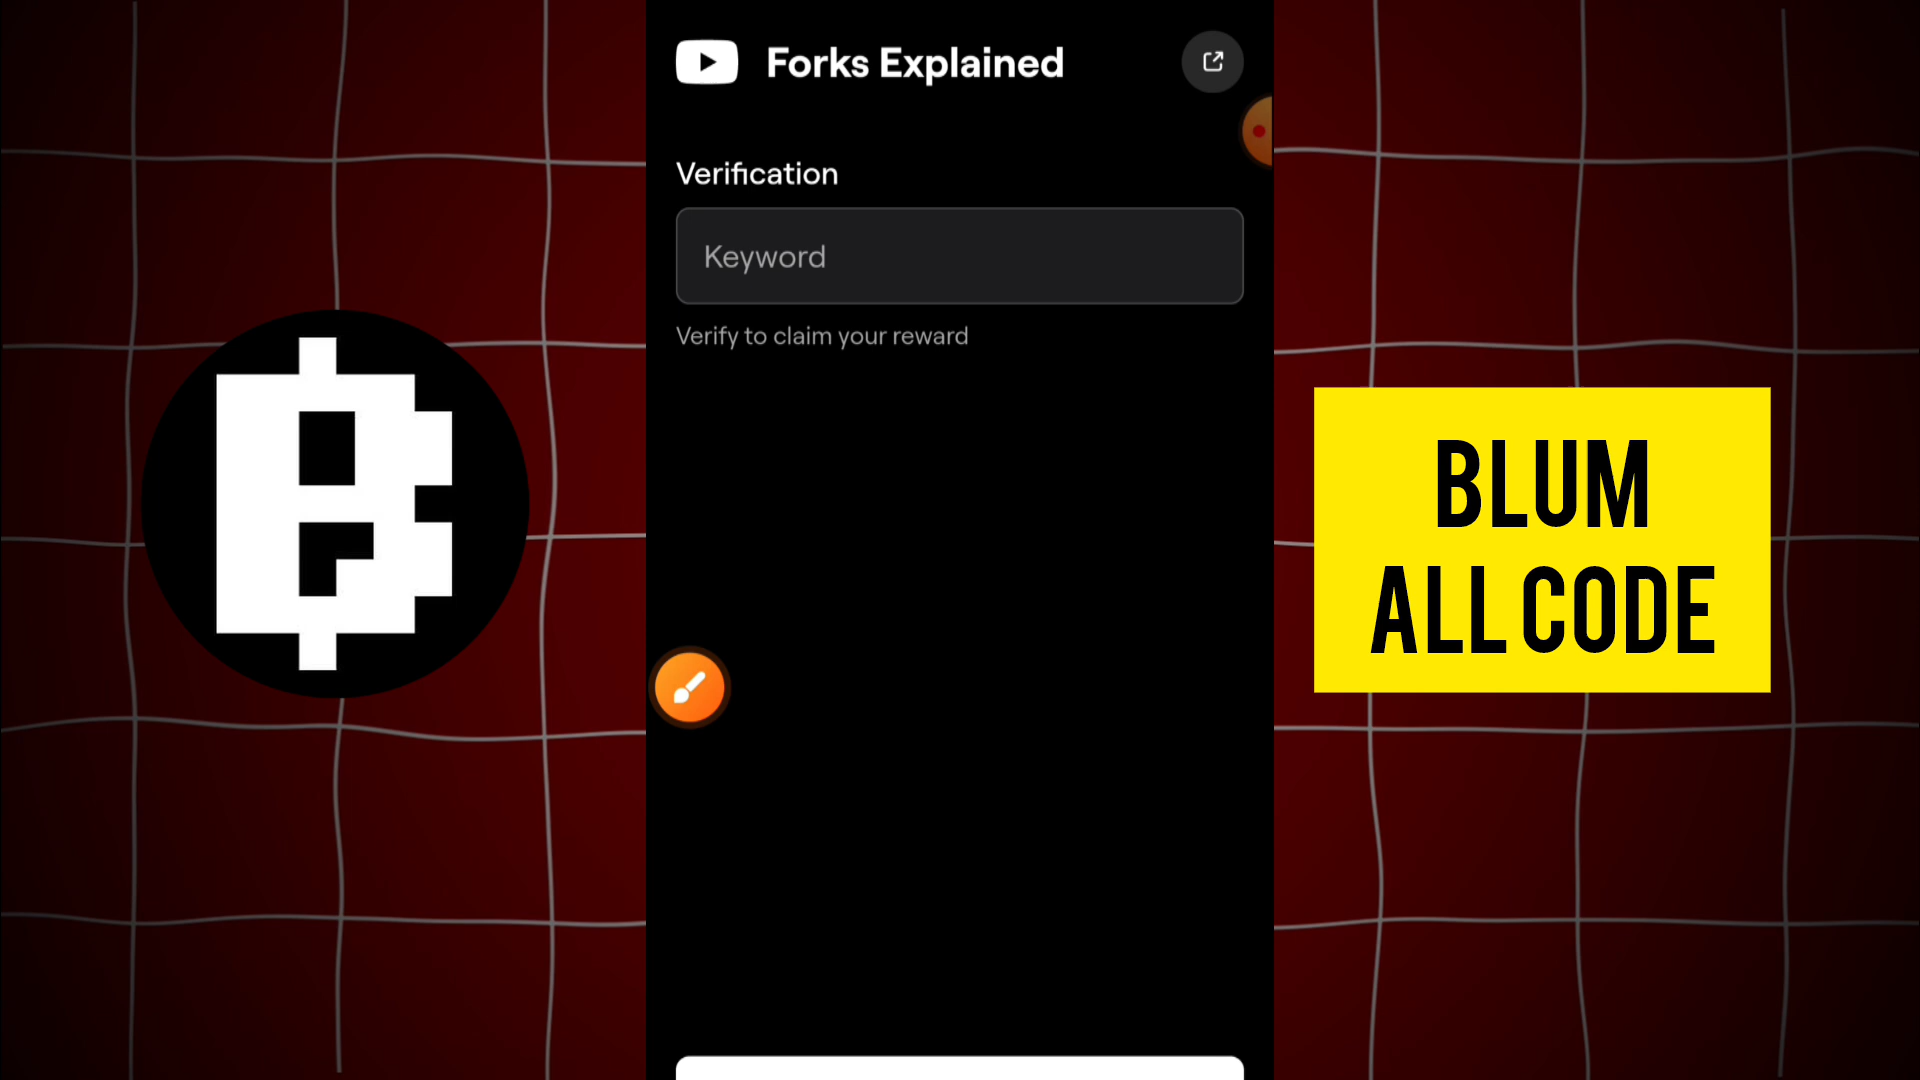 Forks Explained
Verification
Keyword
Verify to claim your reward
BLUM
ALL CODE